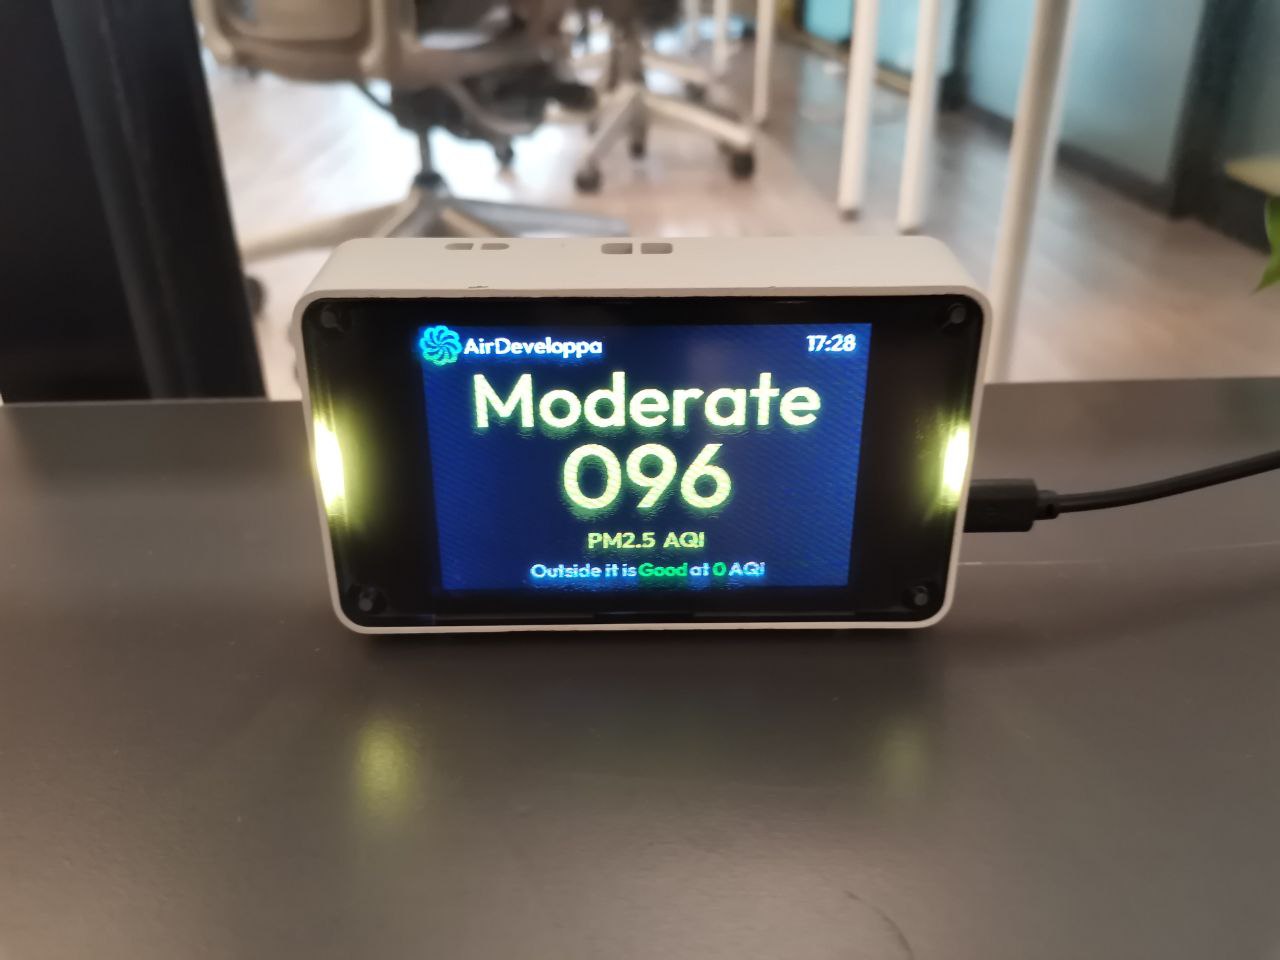 AirDeveloppa
17:28
Moderate
096
PM2.5 AQI
Outside it is Good at 0 AQI